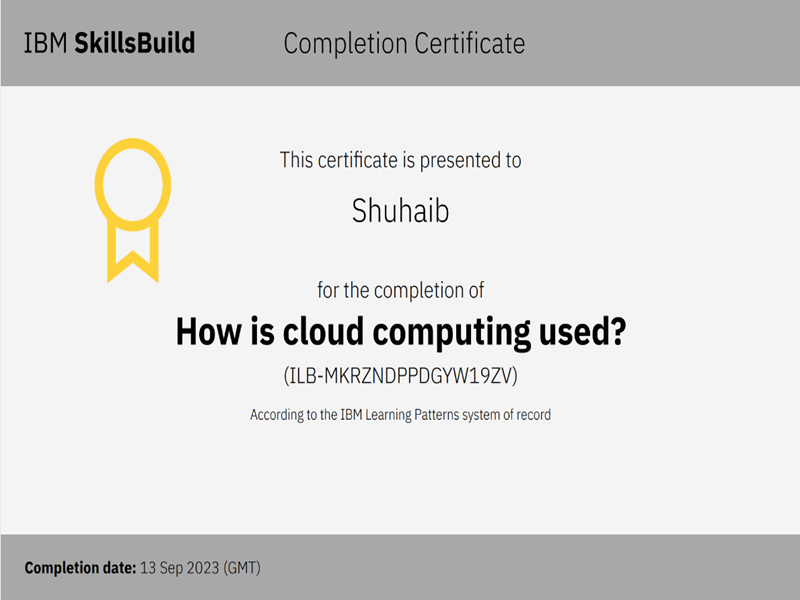 IBM SkillsBuild
Completion Certificate
This certificate is presented to
Shuhaib
for the completion of
How is cloud computing used?
(ILB-MKRZNDPPDGYW19ZV)
According to the IBM Learning Patterns system of record
Completion date: 13 Sep 2023 (GMT)